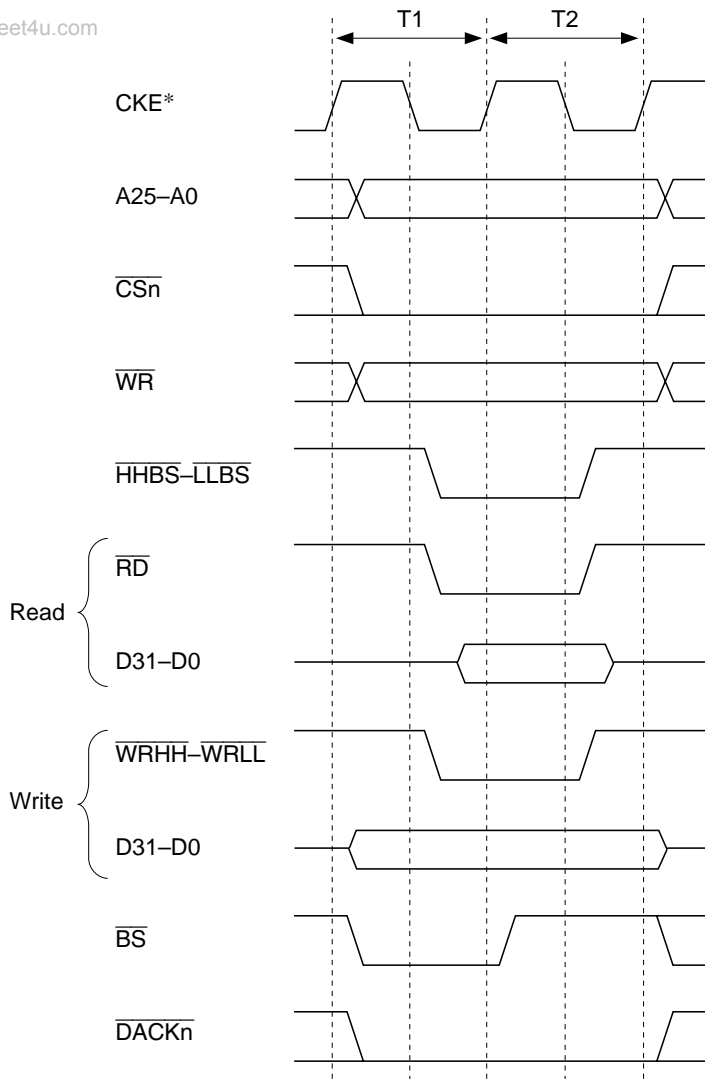 eet4u.com
T1 T2
CKE*
A25–A0
CSn
WR
HHBS–LLBS
RD
Read
D31–D0
WRHH–WRLL
Write
D31–D0
BS
DACKn